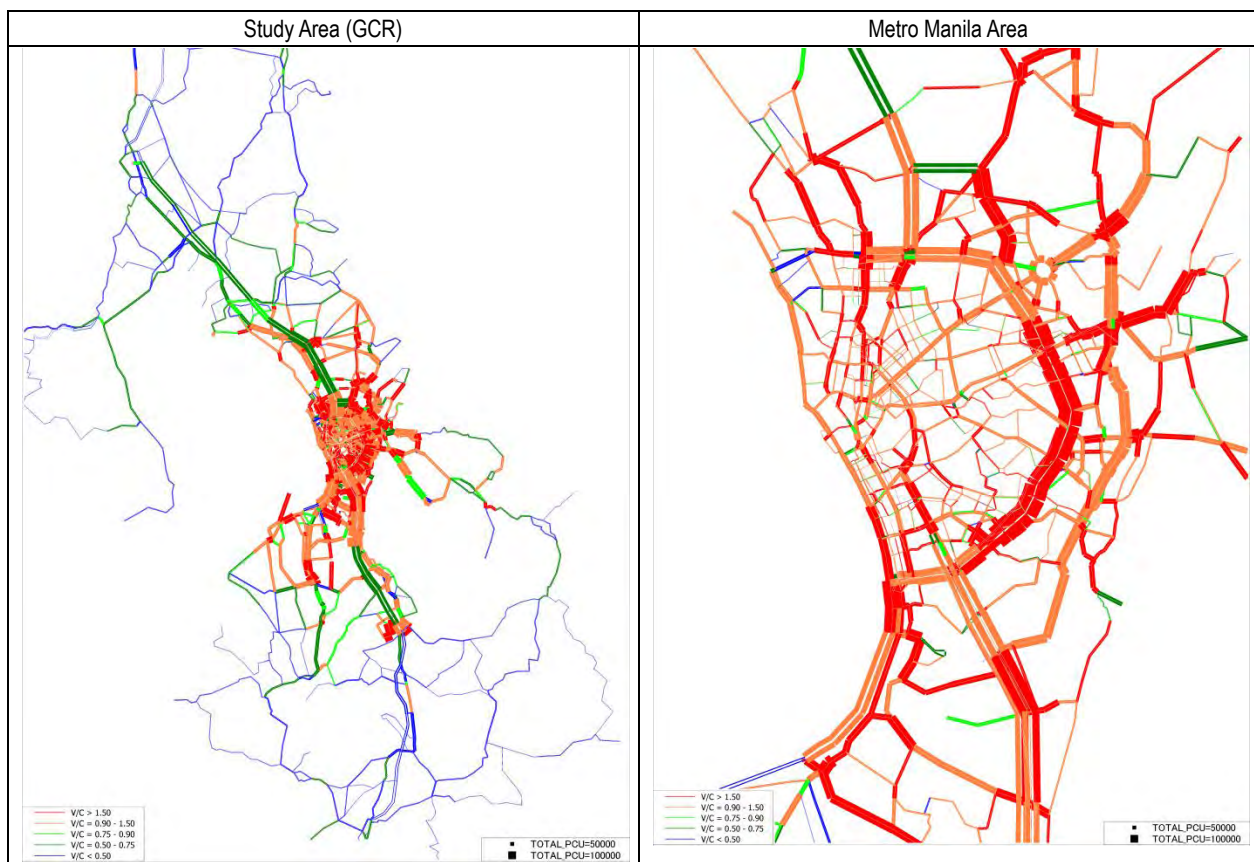 Study Area (GCR)
Metro Manila Area
V/C > 1.50
V/C = 0.90 - 1.50
V/C = 0.75 - 0.90
V/C = 0.50 - 0.75
V/C < 0.50
TOTAL_PCU=50000
TOTAL_PCU=100000
V/C > 1.50
V/C = 0.90 - 1.50
V/C = 0.75 - 0.90
V/C = 0.50 - 0.75
V/C < 0.50
TOTAL_PCU=50000
TOTAL_PCU=100000